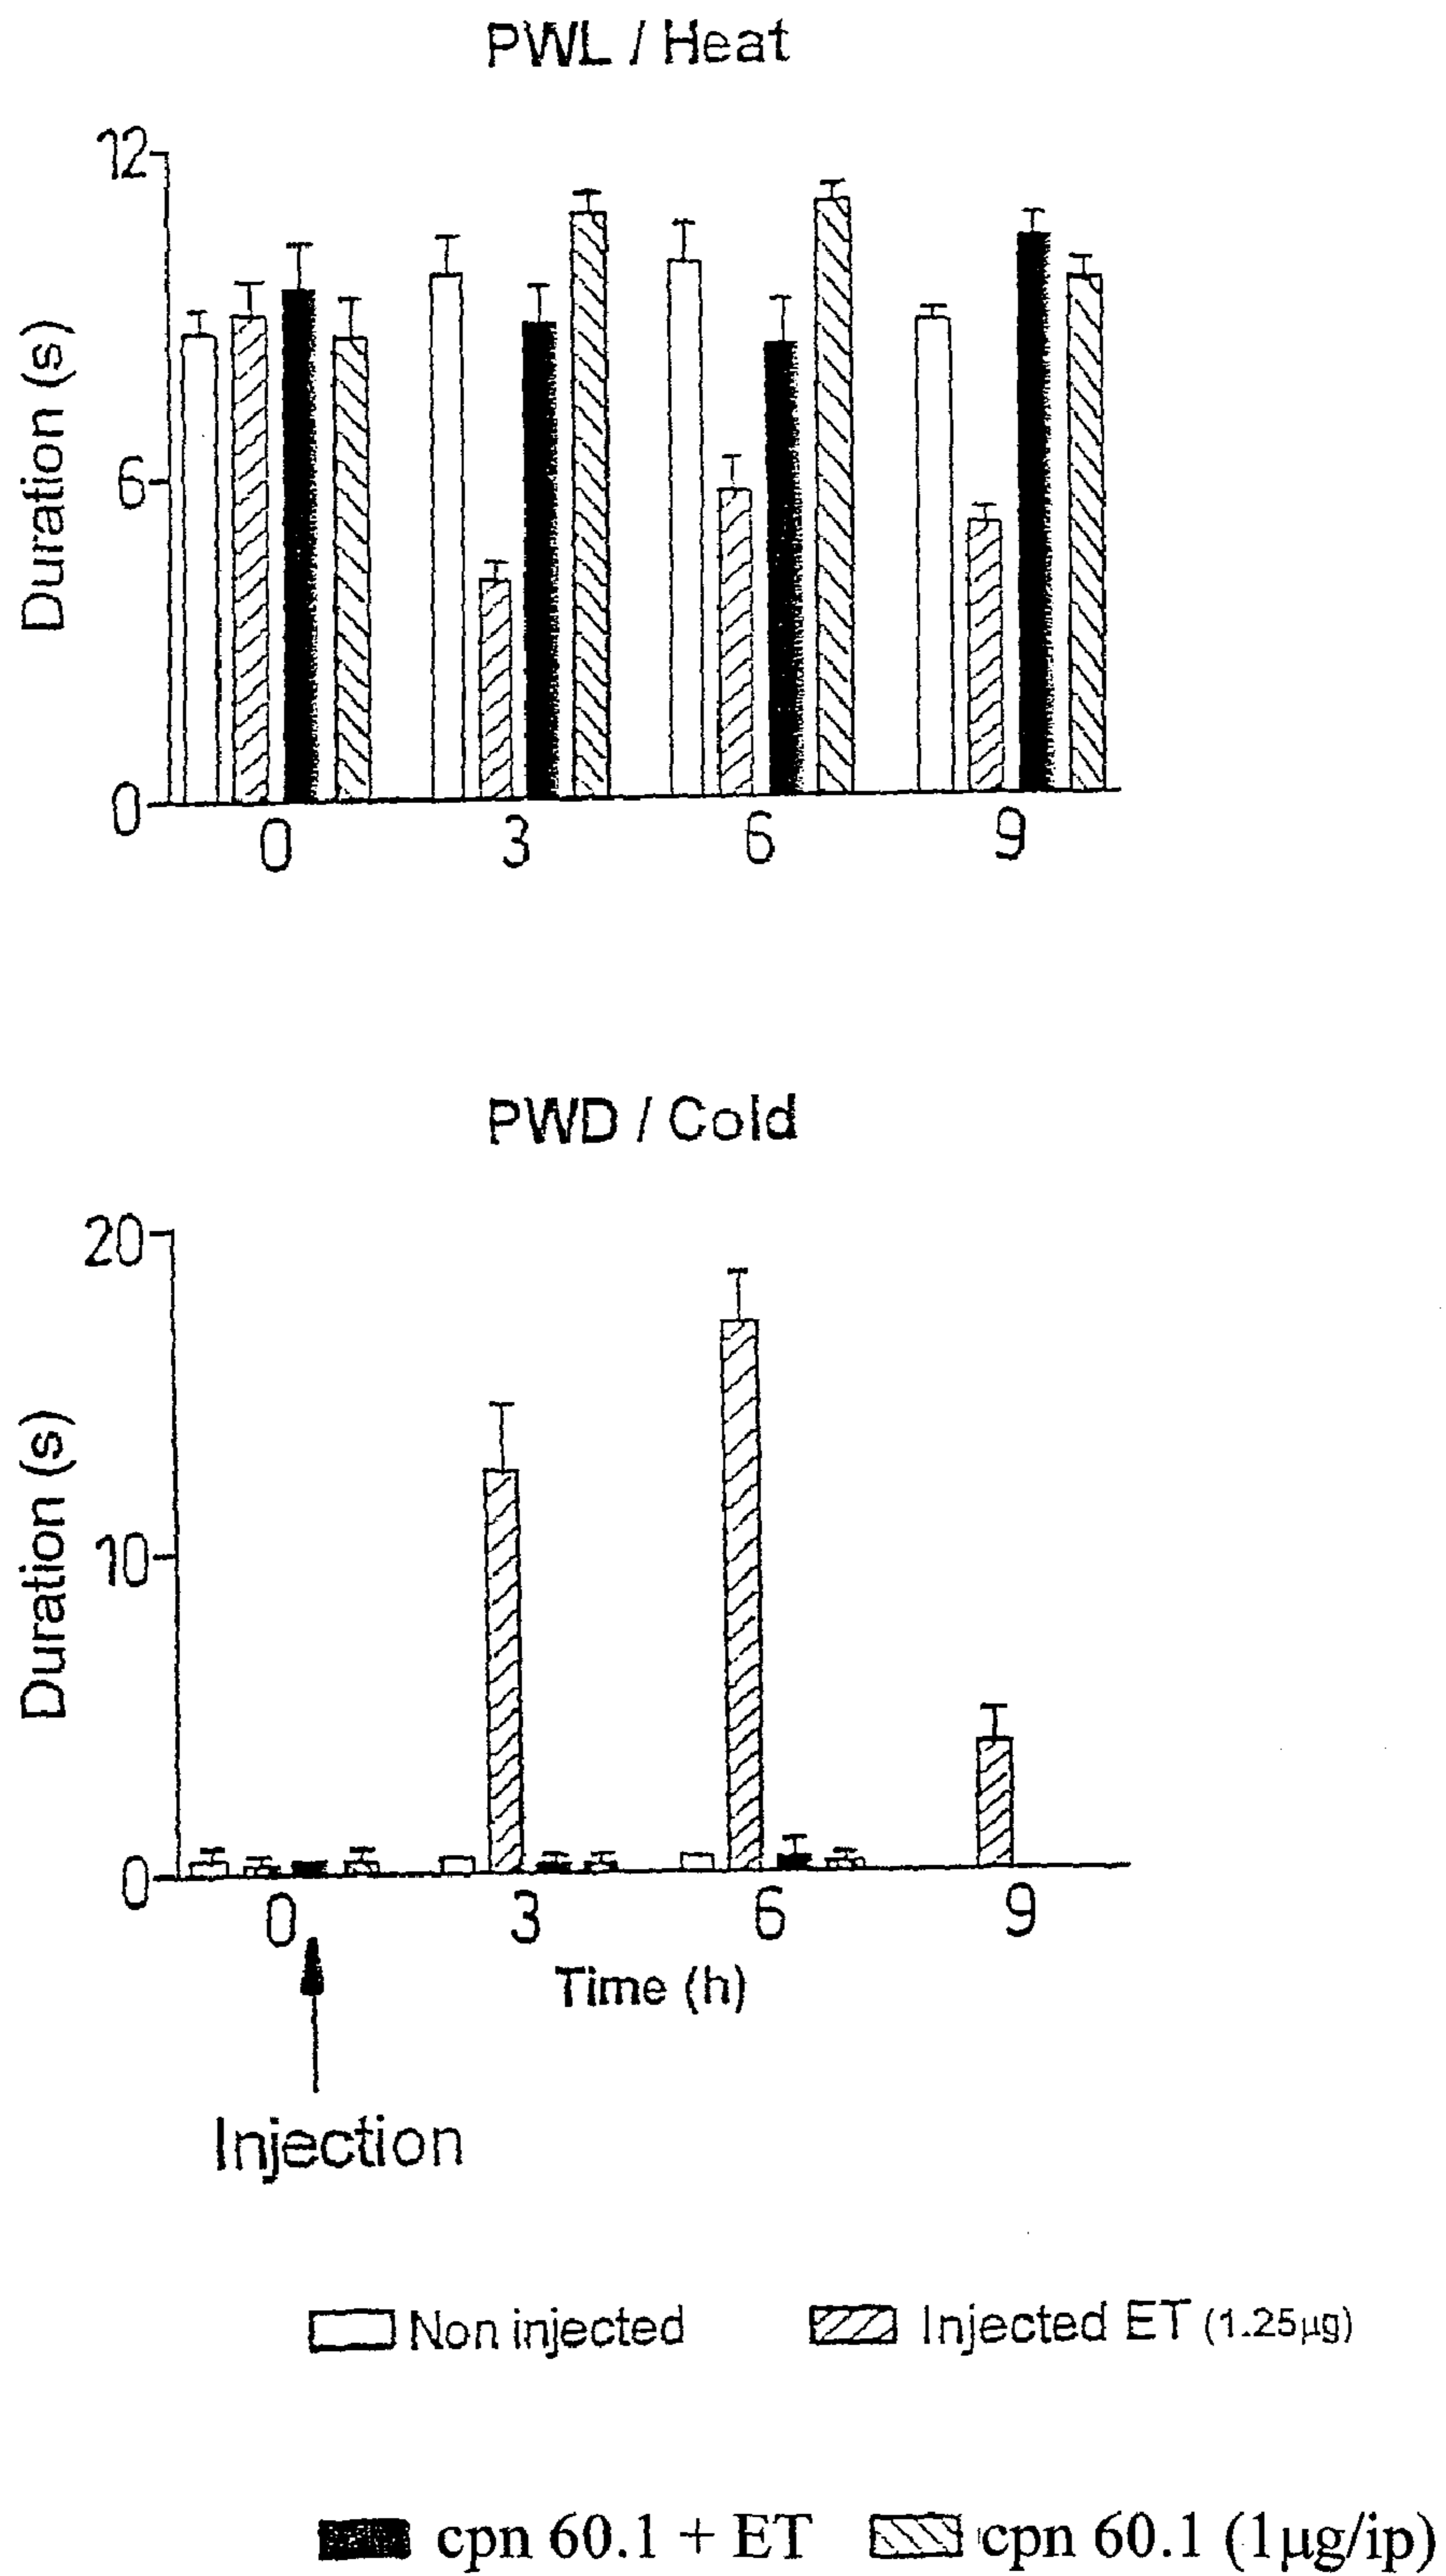 PWL / Heat
12
6
0
Duration (s)
0 3 6 9
PWD / Cold
20
10
0
Duration (s)
0 3 6 9
Time (h)
Injection
Non injected Injected ET (1.25µg)
cpn 60.1 + ET cpn 60.1 (1µg/ip)